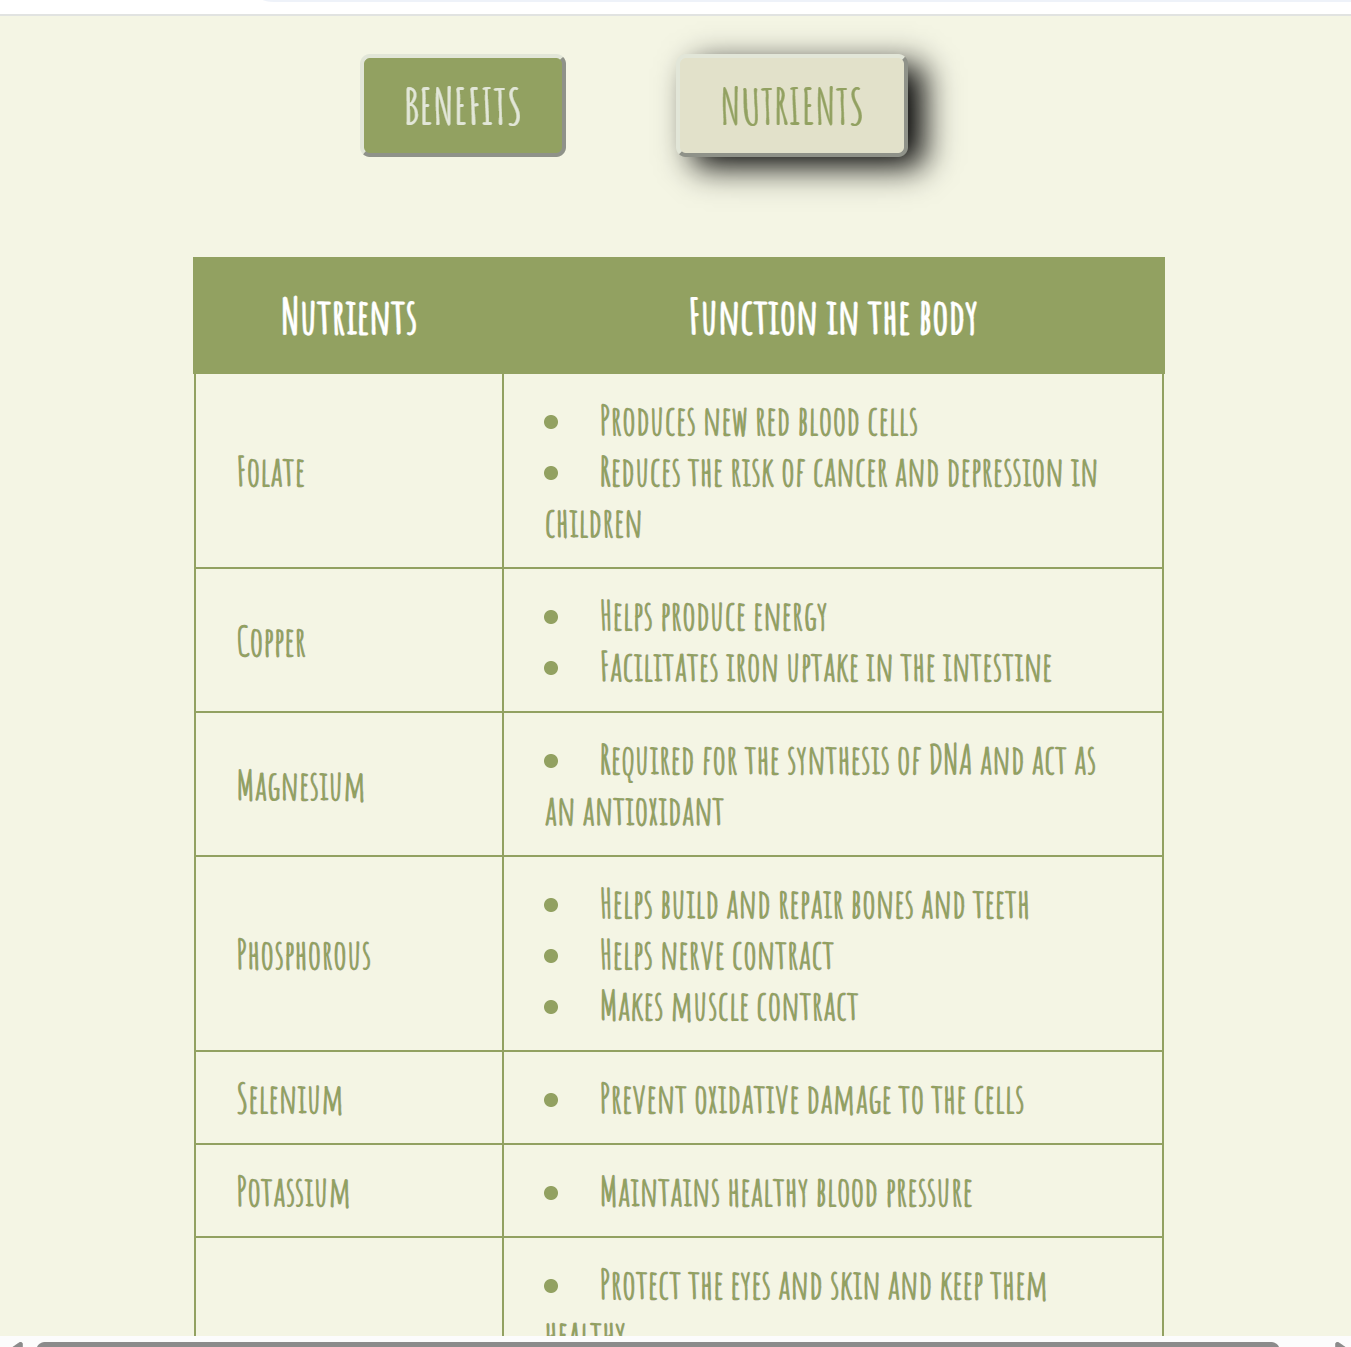 BENEFITS
NUTRIENTS
Nutrients
Function in the body
Folate
• Produces new red blood cells
• Reduces the risk of cancer and depression in
children
Copper
• Helps produce energy
• Facilitates iron uptake in the intestine
Magnesium
• Required for the synthesis of DNA and act as
an antioxidant
Phosphorous
• Helps build and repair bones and teeth
• Helps nerve contract
• Makes muscle contract
Selenium
• Prevent oxidative damage to the cells
Potassium
• Maintains healthy blood pressure
• Protect the eyes and skin and keep them
healthy